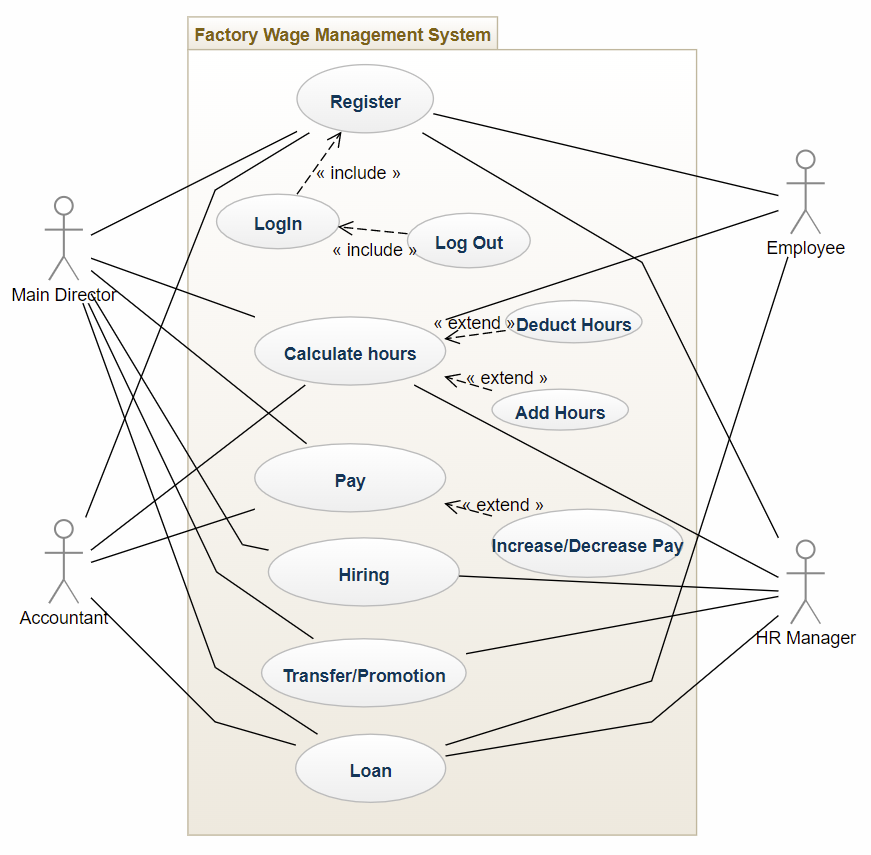 Factory Wage Management System
Register
« include »
LogIn
Log Out
« include »
Main Director
Employee
« extend »
Deduct Hours
Calculate hours
« extend »
Add Hours
Pay
« extend »
Increase/Decrease Pay
Hiring
Accountant
HR Manager
Transfer/Promotion
Loan